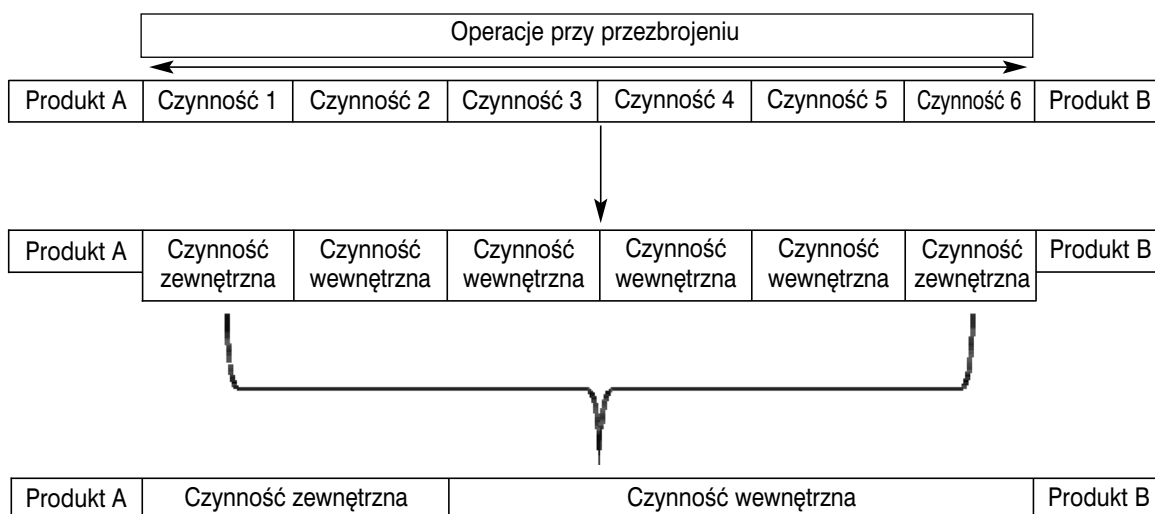 Operacje przy przezbrojeniu
Produkt A Czynność 1 Czynność 2 Czynność 3 Czynność 4 Czynność 5 Czynność 6 Produkt B
Produkt A Czynność Czynność Czynność Czynność Czynność Czynność Produkt B
zewnętrzna wewnętrzna wewnętrzna wewnętrzna wewnętrzna zewnętrzna
Produkt A Czynność zewnętrzna Czynność wewnętrzna Produkt B